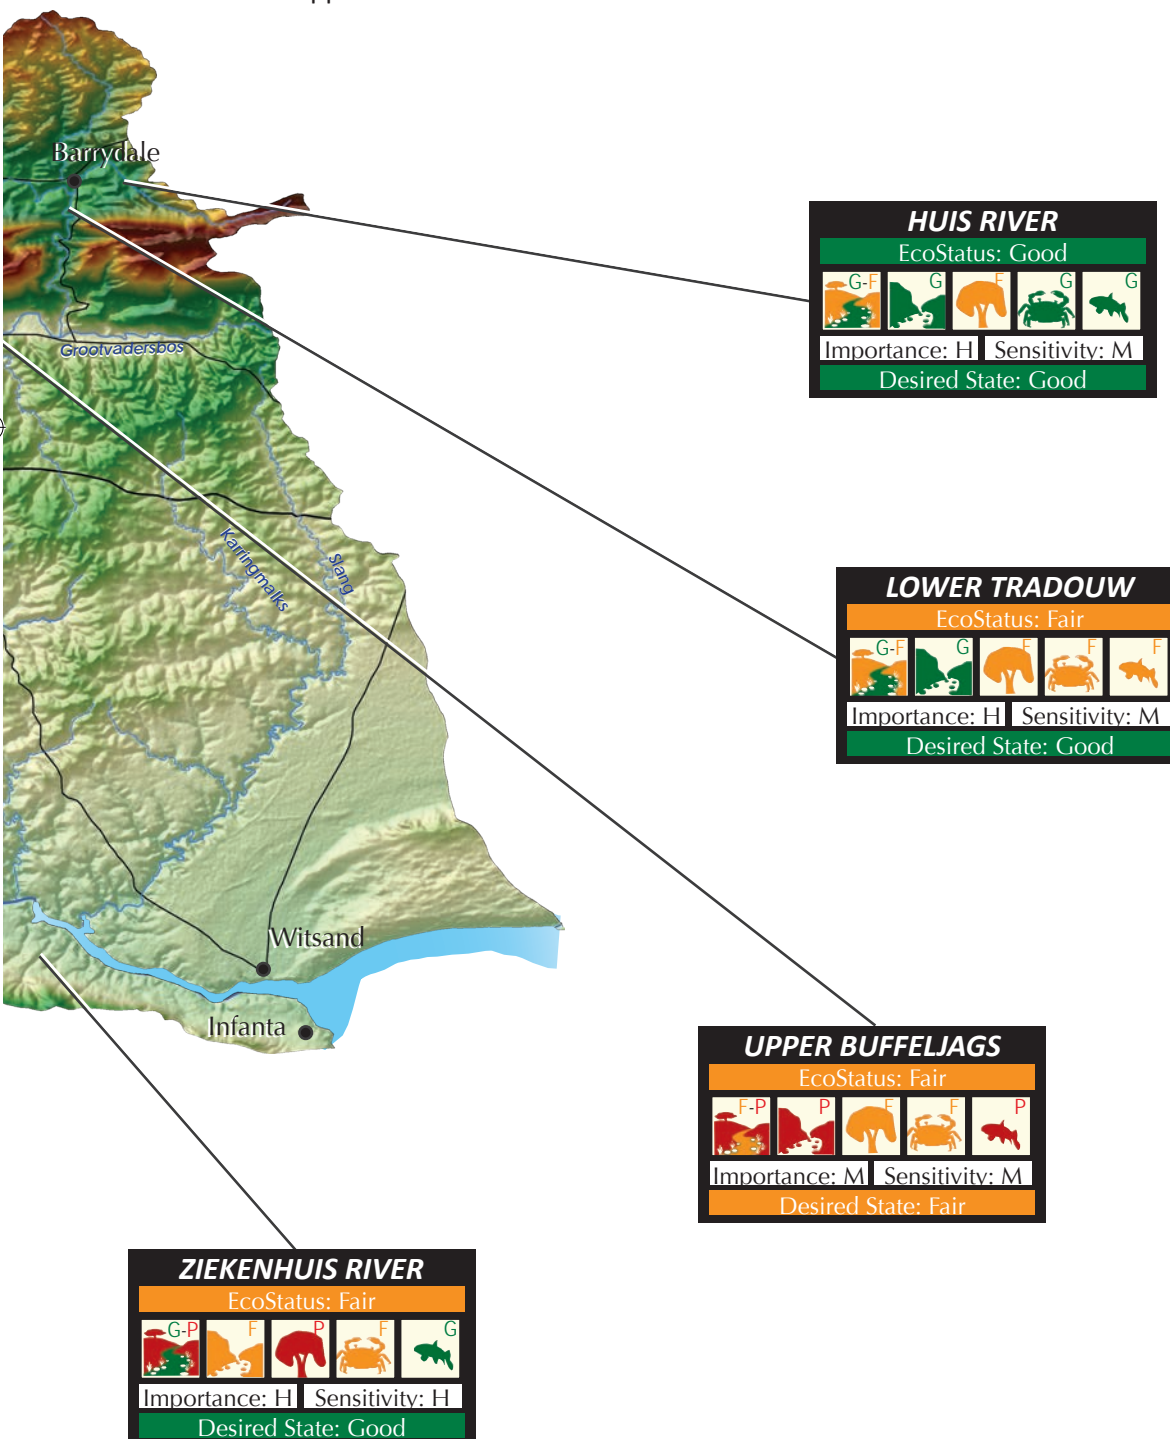 Barrydale
HUIS RIVER
EcoStatus: Good
G-F G F G G
Importance: H Sensitivity: M
Desired State: Good
Grootvadersbos
Karringmalks
Slang
LOWER TRADOUW
EcoStatus: Fair
G-F G F F F
Importance: H Sensitivity: M
Desired State: Good
Witsand
Infanta
UPPER BUFFELJAGS
EcoStatus: Fair
F-P P F F P
Importance: M Sensitivity: M
Desired State: Fair
ZIEKENHUIS RIVER
EcoStatus: Fair
G-P F P F G
Importance: H Sensitivity: H
Desired State: Good